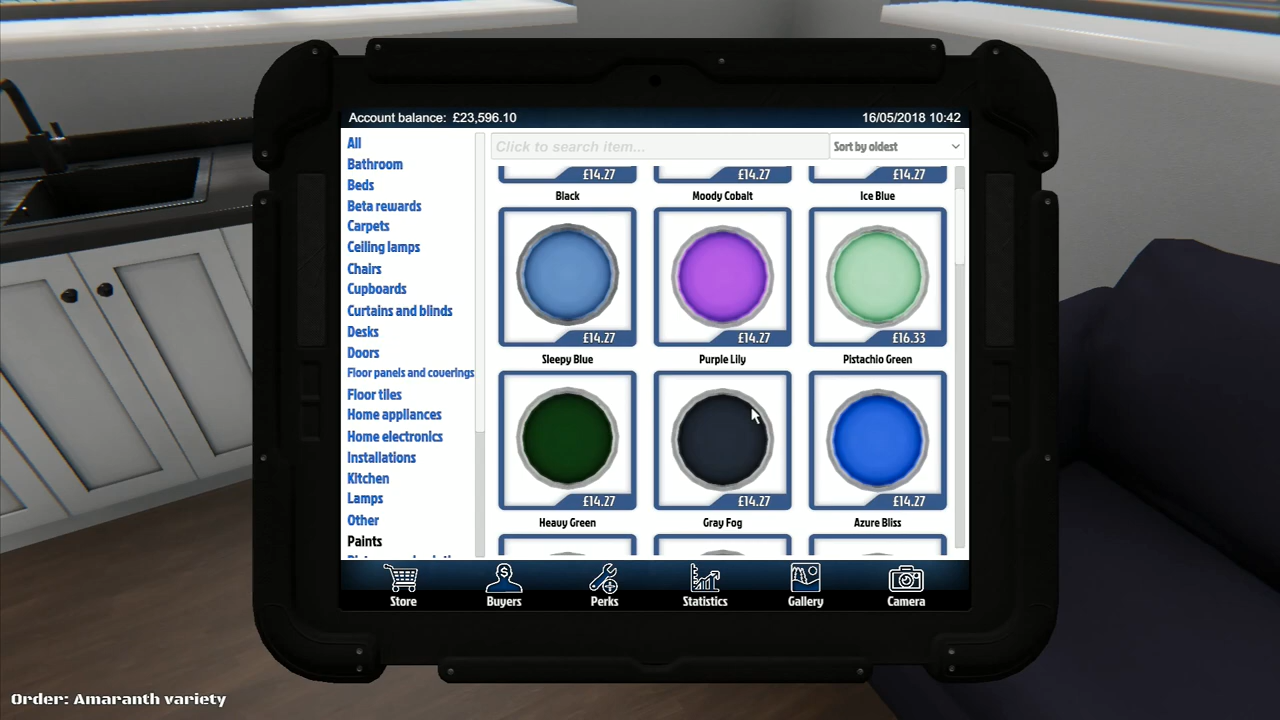 Account balance: £23,596.10
16/05/2018 10:42
All
Bathroom
Beds
Beta rewards
Carpets
Ceiling lamps
Chairs
Cupboards
Curtains and blinds
Desks
Doors
Floor panels and coverings
Floor tiles
Home appliances
Home electronics
Installations
Kitchen
Lamps
Other
Paints
Click to search item...
Sort by oldest
£14.27 £14.27 £14.27
Black Moody Cobalt Ice Blue
£14.27 £14.27 £16.33
Sleepy Blue Purple Lily Pistachio Green
£14.27 £14.27 £14.27
Heavy Green Gray Fog Azure Bliss
Store Buyers Perks Statistics Gallery Camera
Order: Amaranth variety